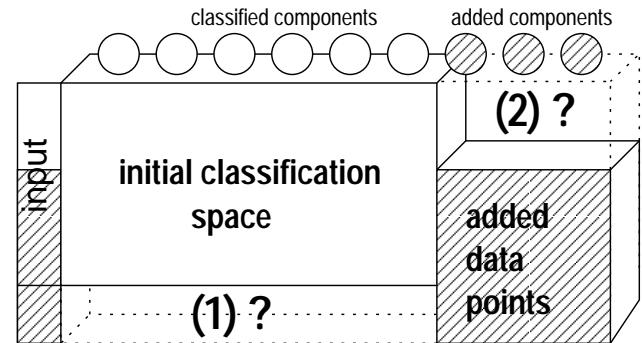 classified components
added components
input
initial classification
space
(2) ?
added
data
points
(1) ?